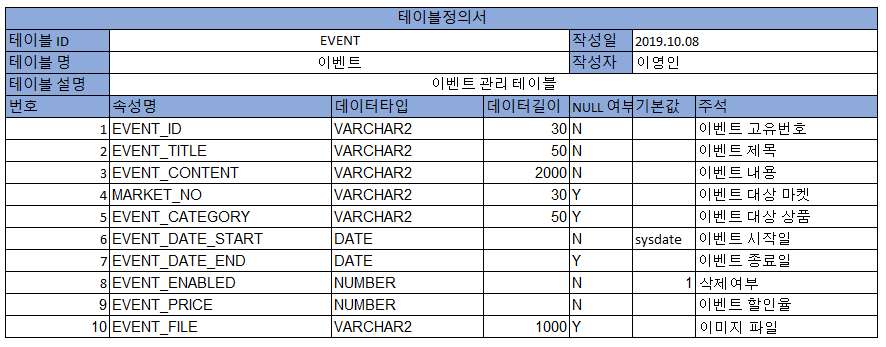 테이블정의서
테이블 ID EVENT 작성일 2019.10.08
테이블 명 이벤트 작성자 이영인
테이블 설명 이벤트 관리 테이블
번호 속성명 데이터타입 데이터길이 NULL 여부 기본값 주석
1 EVENT_ID VARCHAR2 30 N 이벤트 고유번호
2 EVENT_TITLE VARCHAR2 50 N 이벤트 제목
3 EVENT_CONTENT VARCHAR2 2000 N 이벤트 내용
4 MARKET_NO VARCHAR2 30 Y 이벤트 대상 마켓
5 EVENT_CATEGORY VARCHAR2 50 Y 이벤트 대상 상품
6 EVENT_DATE_START DATE N sysdate 이벤트 시작일
7 EVENT_DATE_END DATE Y 이벤트 종료일
8 EVENT_ENABLED NUMBER N 1 삭제여부
9 EVENT_PRICE NUMBER N 이벤트 할인율
10 EVENT_FILE VARCHAR2 1000 Y 이미지 파일